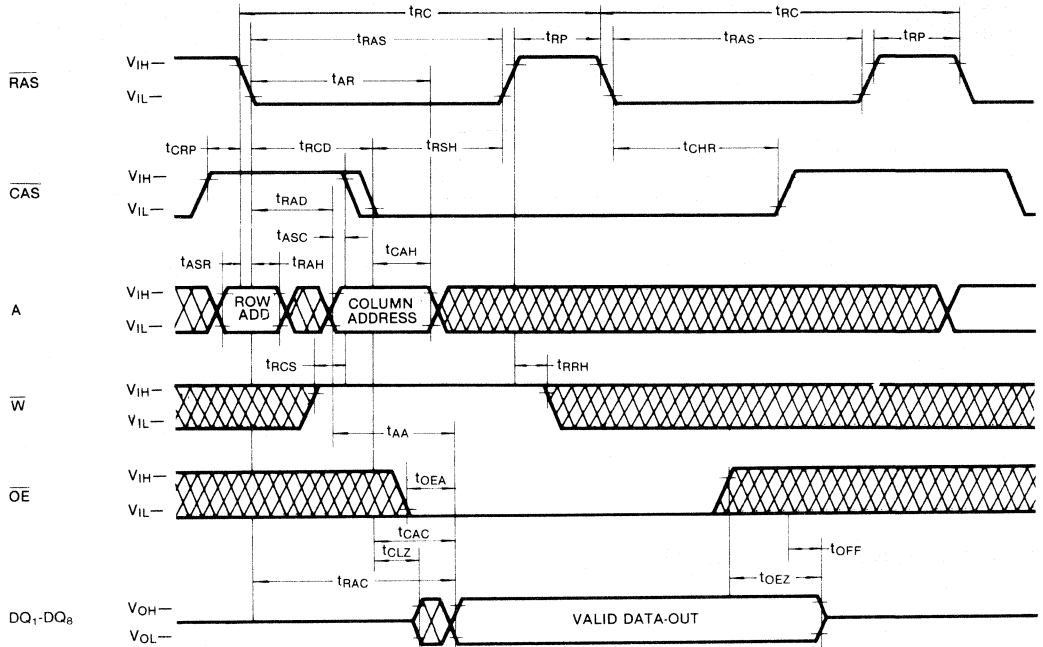 tRC tRC
tRAS tRP tRAS tRP
RAS VIH— tAR
VIL—
tCRP tRCD tRSH tCHR
CAS VIH—
VIL— tRAD
tASC
tASR tRAH tCAH
A VIH— ROW ADD COLUMN ADDRESS
VIL—
tRCS tRRH
W VIH—
VIL—
tAA
OE VIH— tOEA
VIL—
tCAC
tCLZ tOFF
tRAC tOEZ
DQ1-DQ8 VOH— VALID DATA-OUT
VOL—